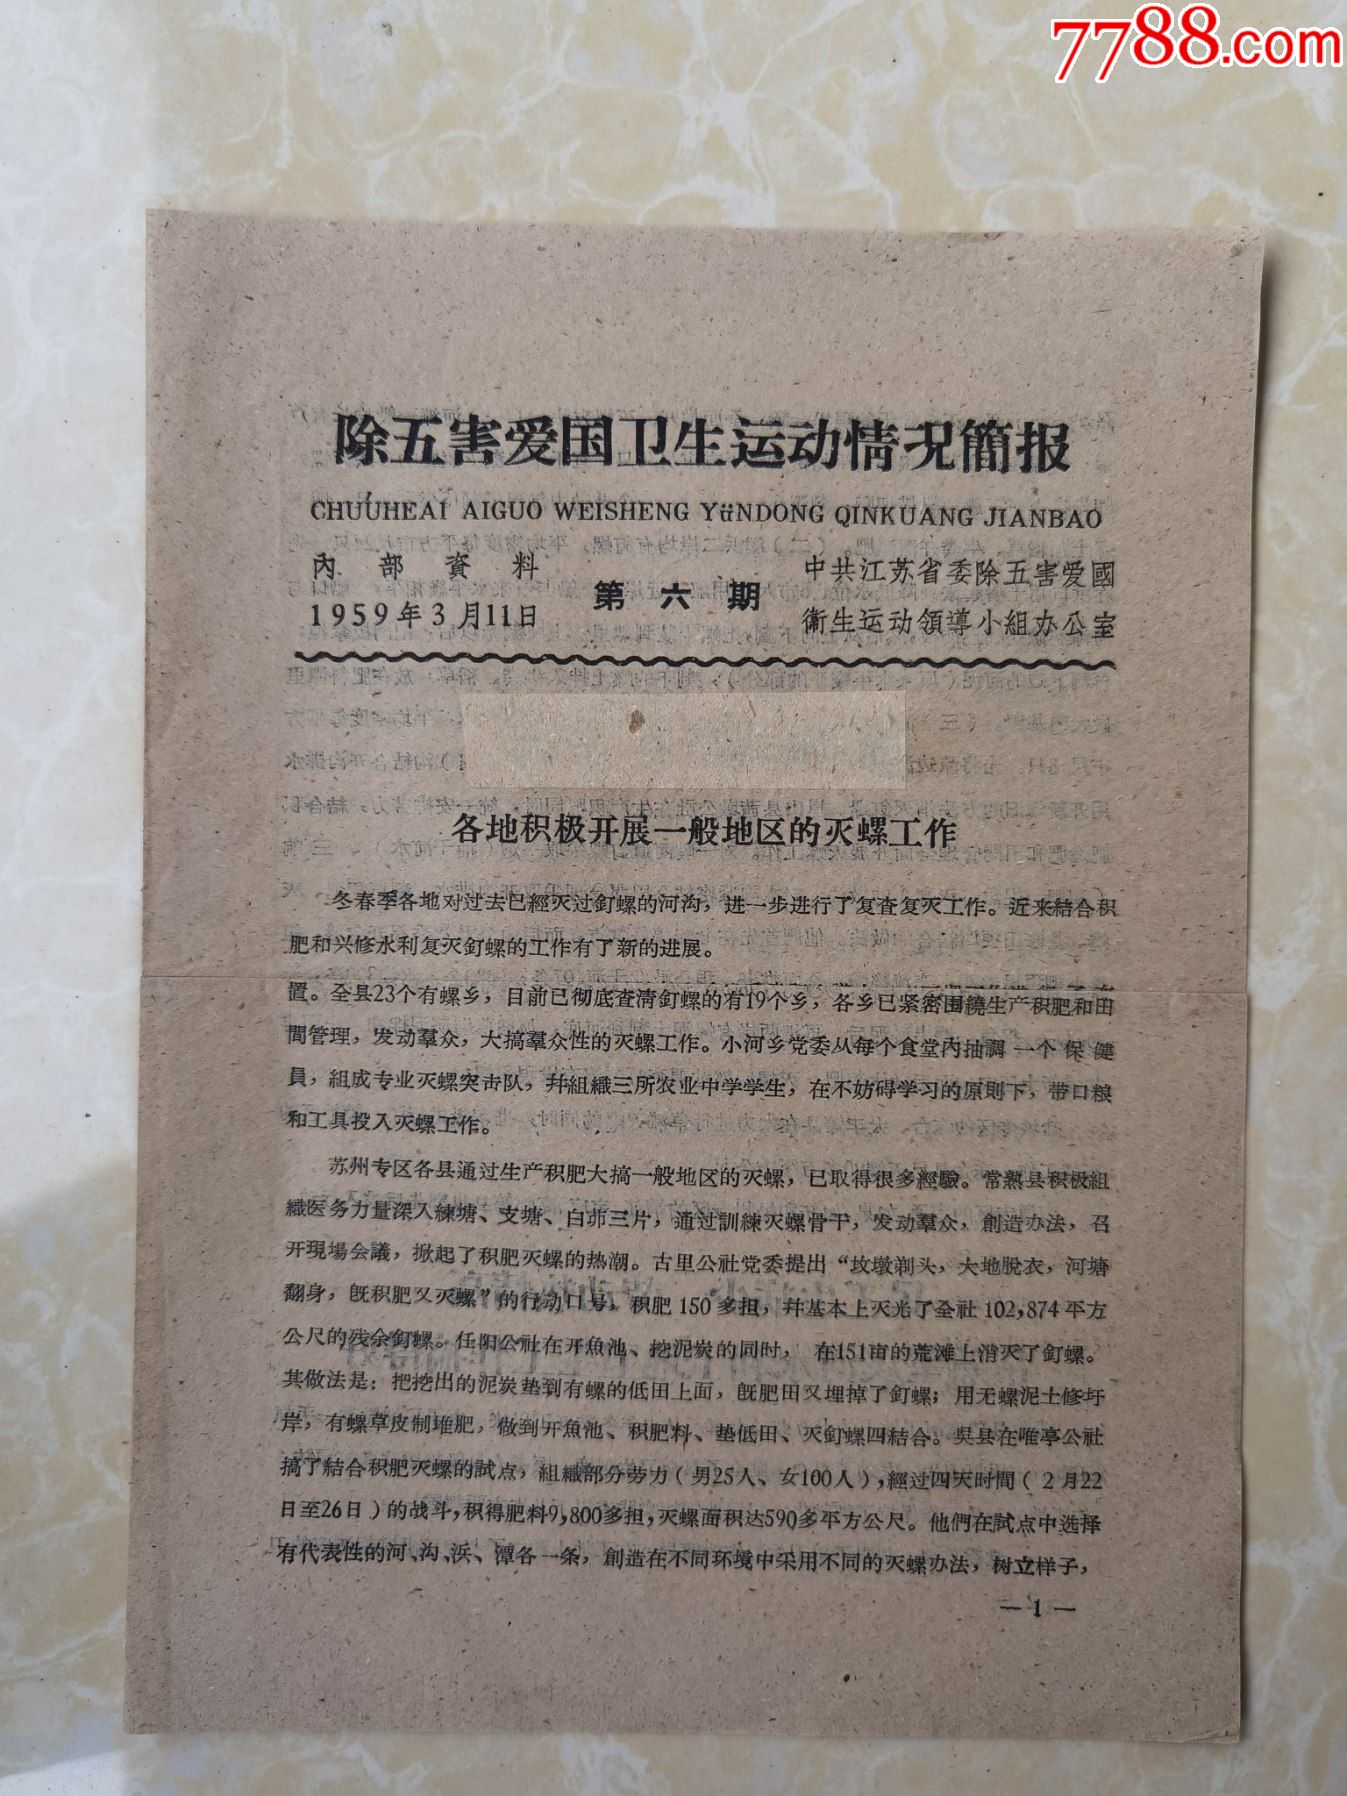 7788.com
除五害爱国卫生运动情况簡报
CHUÚHEAI AIGUO WEISHENG YüNDONG QINKUANG JIANBAO
內部資料
1959年3月11日
第六期
中共江苏省委除五害爱國
衛生运动領導小組办公室
各地积极开展一般地区的灭螺工作
冬春季各地对过去已經灭过釘螺的河沟，进一步进行了复查复灭工作。近来結合积
肥和兴修水利复灭釘螺的工作有了新的进展。
置。全县23个有螺乡，目前已彻底查清釘螺的有19个乡，各乡已紧密围繞生产积肥和田
間管理，发动羣众，大搞羣众性的灭螺工作。小河乡党委从每个食堂內抽調一个保健
員，組成专业灭螺突击队，幷組織三所农业中学学生，在不妨碍学习的原則下，带口粮
和工具投入灭螺工作。
苏州专区各县通过生产积肥大搞一般地区的灭螺，已取得很多經驗。常熟县积极組
織医务力量深入練塘、支塘、白茆三片，通过訓練灭螺骨干，发动羣众，創造办法，召
开現場会議，掀起了积肥灭螺的热潮。古里公社党委提出“坟墩剃头，大地脫衣，河塘
翻身，旣积肥又灭螺”的行动口号，积肥150多担，幷基本上灭光了全社102,874平方
公尺的残余釘螺。任阳公社在开魚池、挖泥炭的同时，在151亩的荒滩上消灭了釘螺。
其做法是：把挖出的泥炭垫到有螺的低田上面，旣肥田又埋掉了釘螺；用无螺泥土修圩
岸，有螺草皮制堆肥，做到开魚池、积肥料、垫低田、灭釘螺四結合。吳县在唯亭公社
搞了結合积肥灭螺的試点，組織部分劳力（男25人、女100人），經过四天时間（2月22
日至26日）的战斗，积得肥料9,800多担，灭螺面积达590多平方公尺。他們在試点中选择
有代表性的河、沟、浜、潭各一条，創造在不同环境中采用不同的灭螺办法，树立样子，
—1—